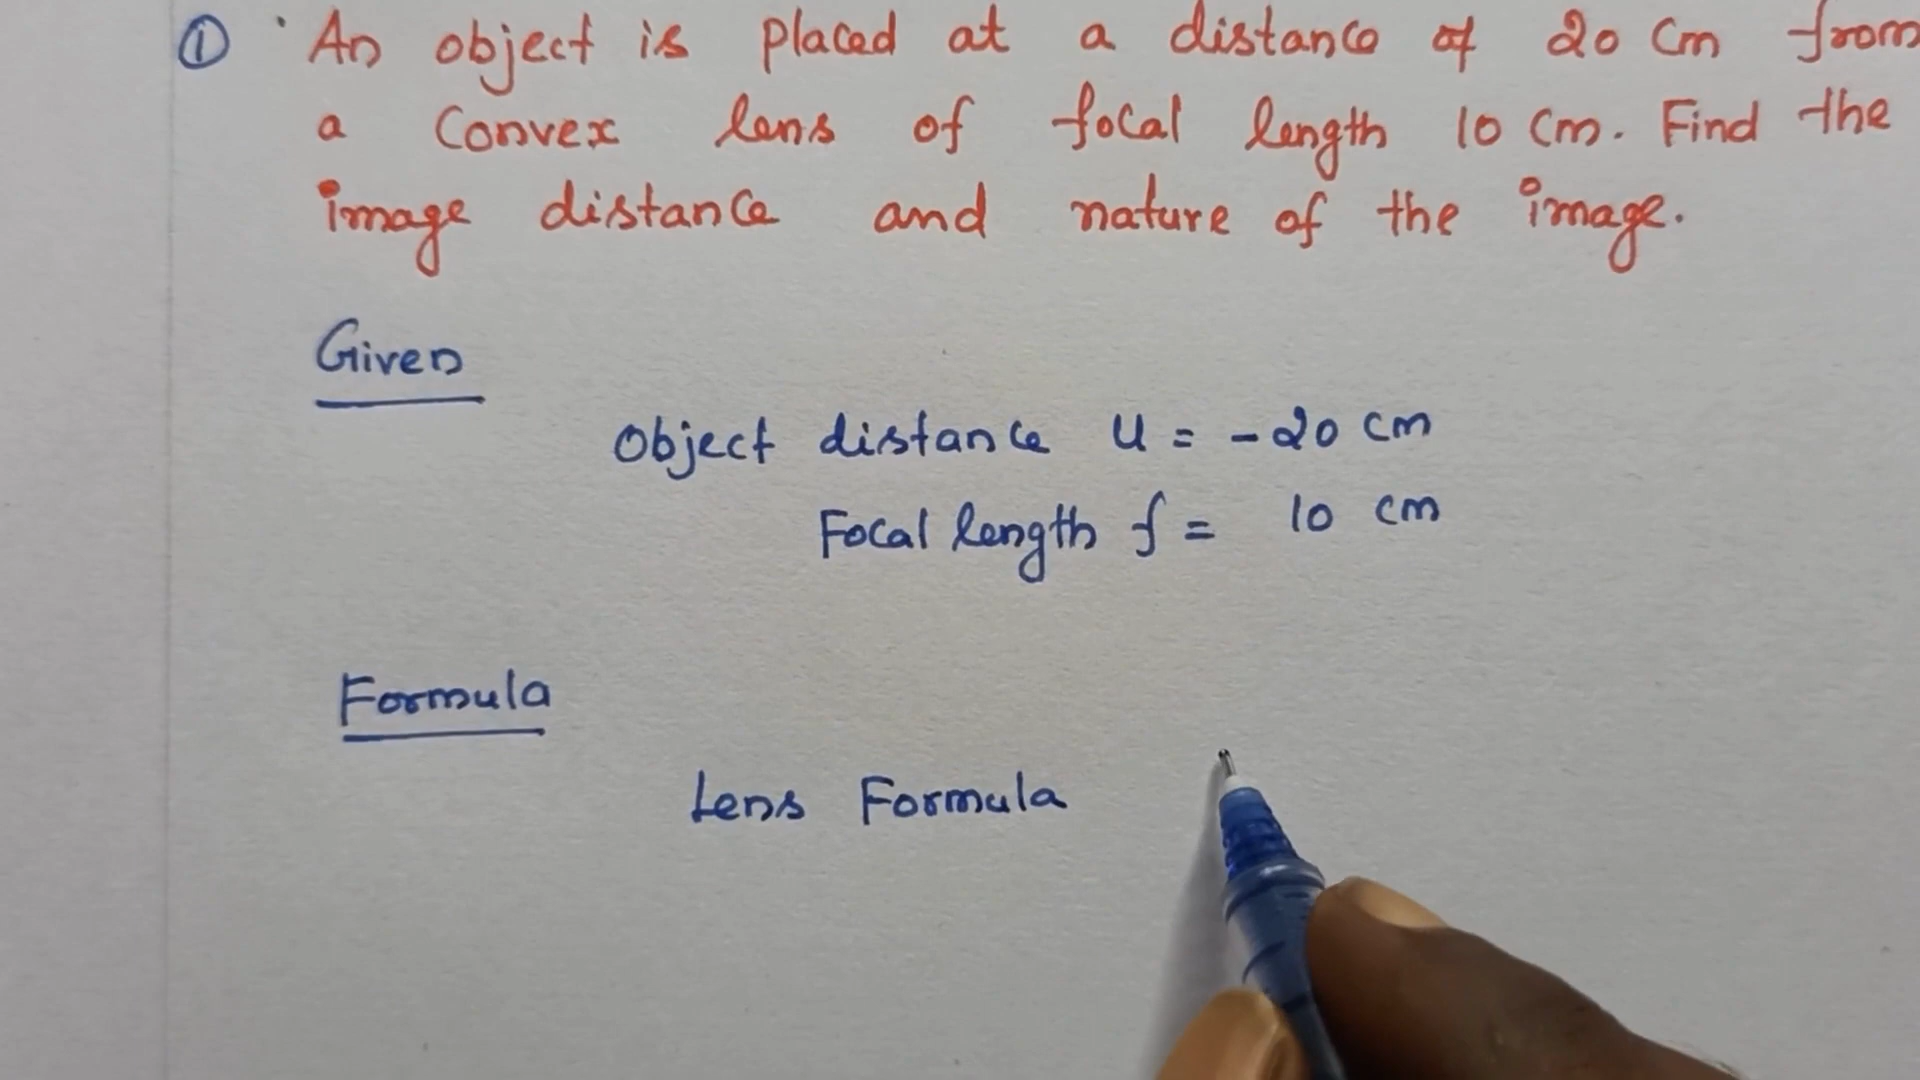 ① An object is placed at a distance of 20 cm from
a convex lens of focal length 10 cm. Find the
image distance and nature of the image.
Given
Object distance u = -20 cm
Focal length f = 10 cm
Formula
Lens Formula